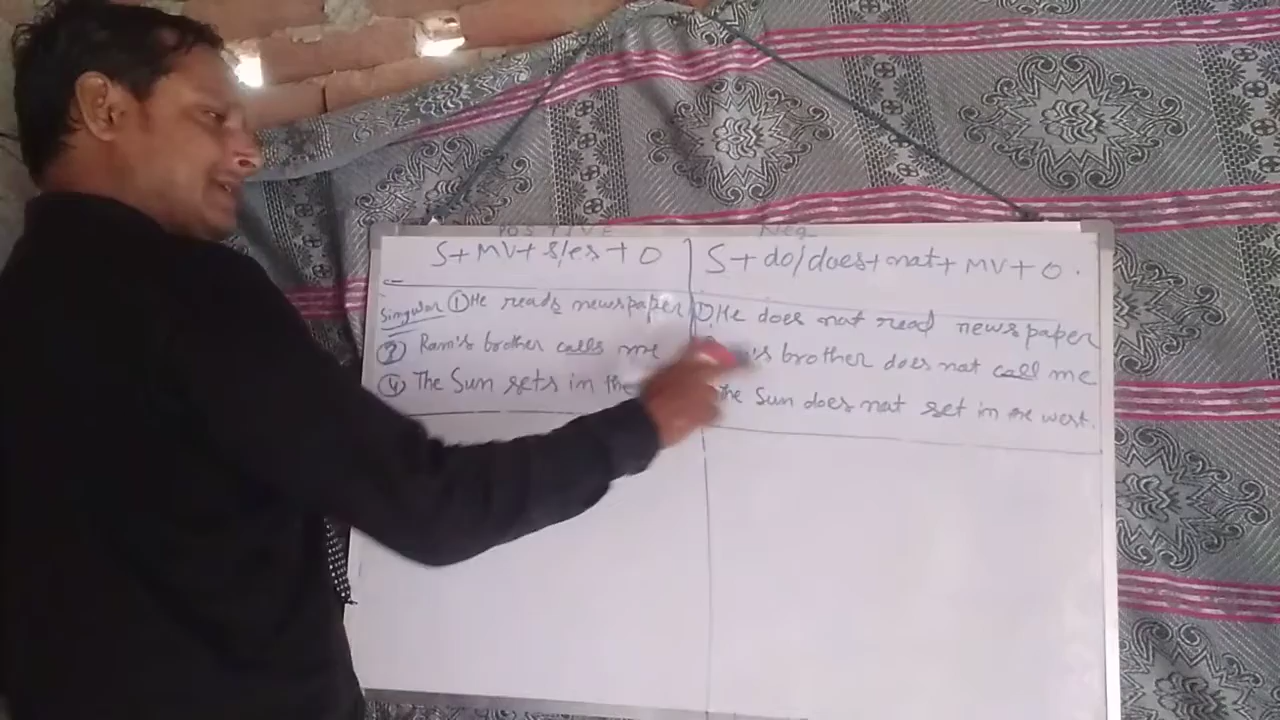 POSITIVE
Neg
S+MV+s/es+O
S+do/does+not+MV+O.
Singular ① He reads newspaper
② Ram's brother calls me
④ The Sun sets in the
① He does not read newspaper
's brother does not call me
the Sun does not set in the west.